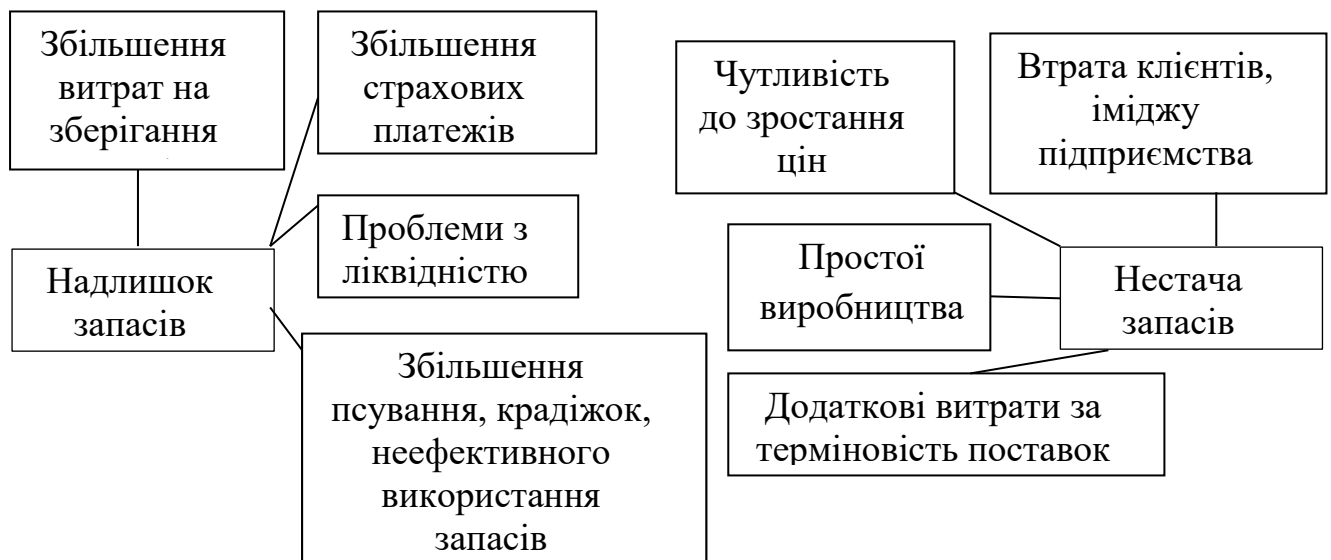 Збільшення
витрат на
зберігання
Збільшення
страхових
платежів
Чутливість
до зростання
цін
Втрата клієнтів,
іміджу
підприємства
Проблеми з
ліквідністю
Надлишок
запасів
Простої
виробництва
Нестача
запасів
Збільшення
псування, крадіжок,
неефективного
використання
запасів
Додаткові витрати за
терміновість поставок